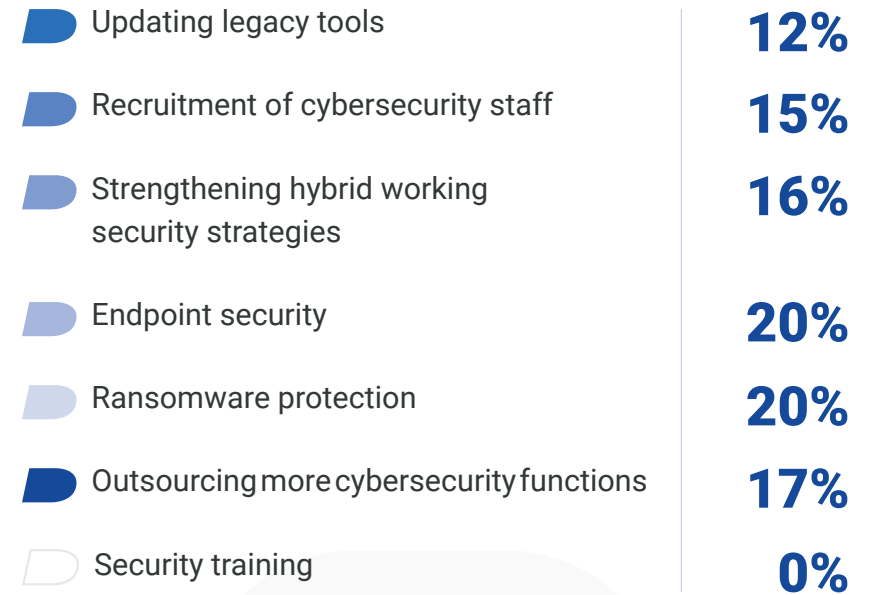 Updating legacy tools 12%
Recruitment of cybersecurity staff 15%
Strengthening hybrid working 16%
security strategies
Endpoint security 20%
Ransomware protection 20%
Outsourcing more cybersecurity functions 17%
Security training 0%